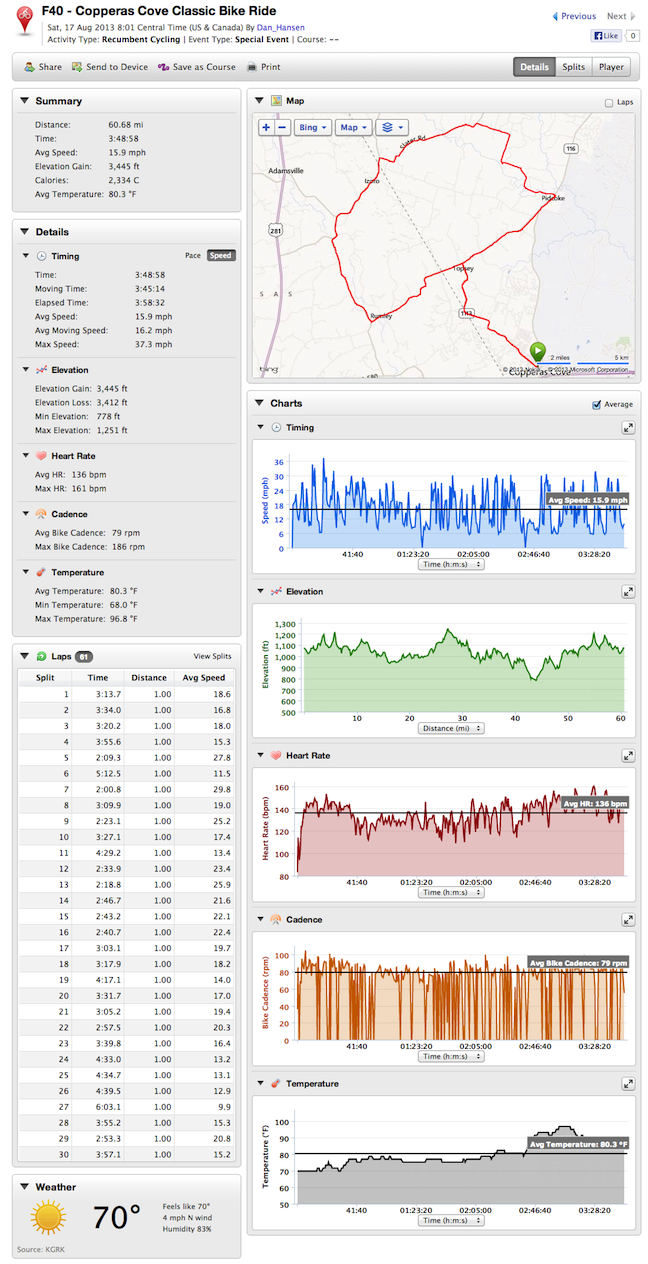 F40 - Copperas Cove Classic Bike Ride
Sat, 17 Aug 2013 8:01 Central Time (US & Canada) By Dan_Hansen
Activity Type: Recumbent Cycling | Event Type: Special Event | Course: --
Previous Next
Like 0
Share Send to Device Save as Course Print
Details Splits Player
Summary
Distance: 60.68 mi
Time: 3:48:58
Avg Speed: 15.9 mph
Elevation Gain: 3,445 ft
Calories: 2,334 C
Avg Temperature: 80.3 °F
Details
Timing Pace Speed
Time: 3:48:58
Moving Time: 3:45:14
Elapsed Time: 3:58:32
Avg Speed: 15.9 mph
Avg Moving Speed: 16.2 mph
Max Speed: 37.3 mph
Elevation
Elevation Gain: 3,445 ft
Elevation Loss: 3,412 ft
Min Elevation: 778 ft
Max Elevation: 1,251 ft
Heart Rate
Avg HR: 136 bpm
Max HR: 161 bpm
Cadence
Avg Bike Cadence: 79 rpm
Max Bike Cadence: 186 rpm
Temperature
Avg Temperature: 80.3 °F
Min Temperature: 68.0 °F
Max Temperature: 96.8 °F
Laps 61 View Splits
Split Time Distance Avg Speed
1 3:13.7 1.00 18.6
2 3:34.0 1.00 16.8
3 3:20.2 1.00 18.0
4 3:55.6 1.00 15.3
5 2:09.3 1.00 27.8
6 5:12.5 1.00 11.5
7 2:00.8 1.00 29.8
8 3:09.9 1.00 19.0
9 2:23.1 1.00 25.2
10 3:27.1 1.00 17.4
11 4:29.2 1.00 13.4
12 2:33.9 1.00 23.4
13 2:18.8 1.00 25.9
14 2:46.7 1.00 21.6
15 2:43.2 1.00 22.1
16 2:40.7 1.00 22.4
17 3:03.1 1.00 19.7
18 3:17.9 1.00 18.2
19 4:17.1 1.00 14.0
20 3:31.7 1.00 17.0
21 3:05.2 1.00 19.4
22 2:57.5 1.00 20.3
23 3:39.8 1.00 16.4
24 4:33.0 1.00 13.2
25 4:34.7 1.00 13.1
26 4:39.5 1.00 12.9
27 6:03.1 1.00 9.9
28 3:55.2 1.00 15.3
29 2:53.3 1.00 20.8
30 3:57.1 1.00 15.2
Weather
70°
Feels like 70°
4 mph N wind
Humidity 83%
Source: KGRK
Map Laps
+ − Bing Map
Slater Rd
116
Adamsville
Izoro
Pidcoke
281
Topsey
S A S
Rumley
1113
2 miles 5 km
bing
Copperas Cove
Charts Average
Timing
Speed (mph)
36
30
24
18
12
6
0
Avg Speed: 15.9 mph
41:40 01:23:20 02:05:00 02:46:40 03:28:20
Time (h:m:s)
Elevation
Elevation (ft)
1,300
1,200
1,100
1,000
900
800
700
600
500
10 20 30 40 50 60
Distance (mi)
Heart Rate
Heart Rate (bpm)
160
140
120
100
80
Avg HR: 136 bpm
41:40 01:23:20 02:05:00 02:46:40 03:28:20
Time (h:m:s)
Cadence
Bike Cadence (rpm)
100
80
60
40
20
0
Avg Bike Cadence: 79 rpm
41:40 01:23:20 02:05:00 02:46:40 03:28:20
Time (h:m:s)
Temperature
Temperature (°F)
100
90
80
70
60
50
Avg Temperature: 80.3 °F
41:40 01:23:20 02:05:00 02:46:40 03:28:20
Time (h:m:s)